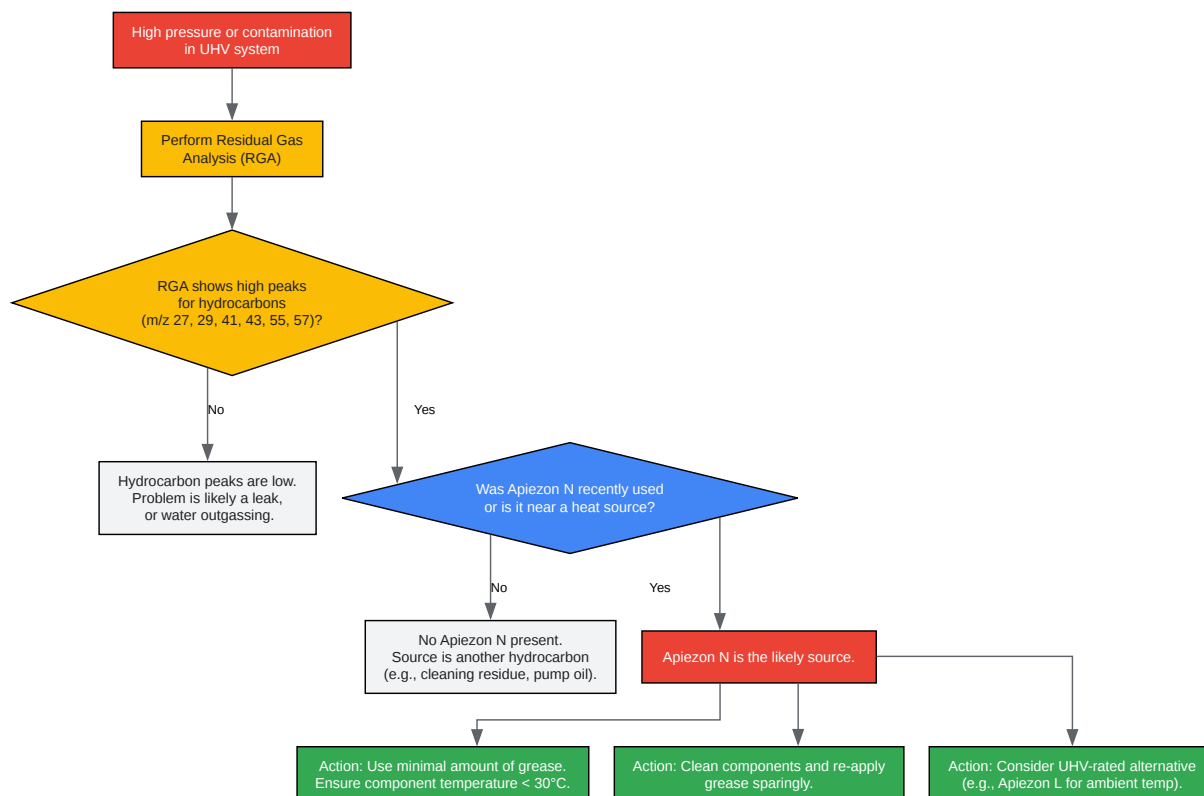 High pressure or contamination
in UHV system
Perform Residual Gas
Analysis (RGA)
RGA shows high peaks
for hydrocarbons
(m/z 27, 29, 41, 43, 55, 57)?
No
Yes
Hydrocarbon peaks are low.
Problem is likely a leak,
or water outgassing.
Was Apiezon N recently used
or is it near a heat source?
No
Yes
No Apiezon N present.
Source is another hydrocarbon
(e.g., cleaning residue, pump oil).
Apiezon N is the likely source.
Action: Use minimal amount of grease.
Ensure component temperature < 30°C.
Action: Clean components and re-apply
grease sparingly.
Action: Consider UHV-rated alternative
(e.g., Apiezon L for ambient temp).